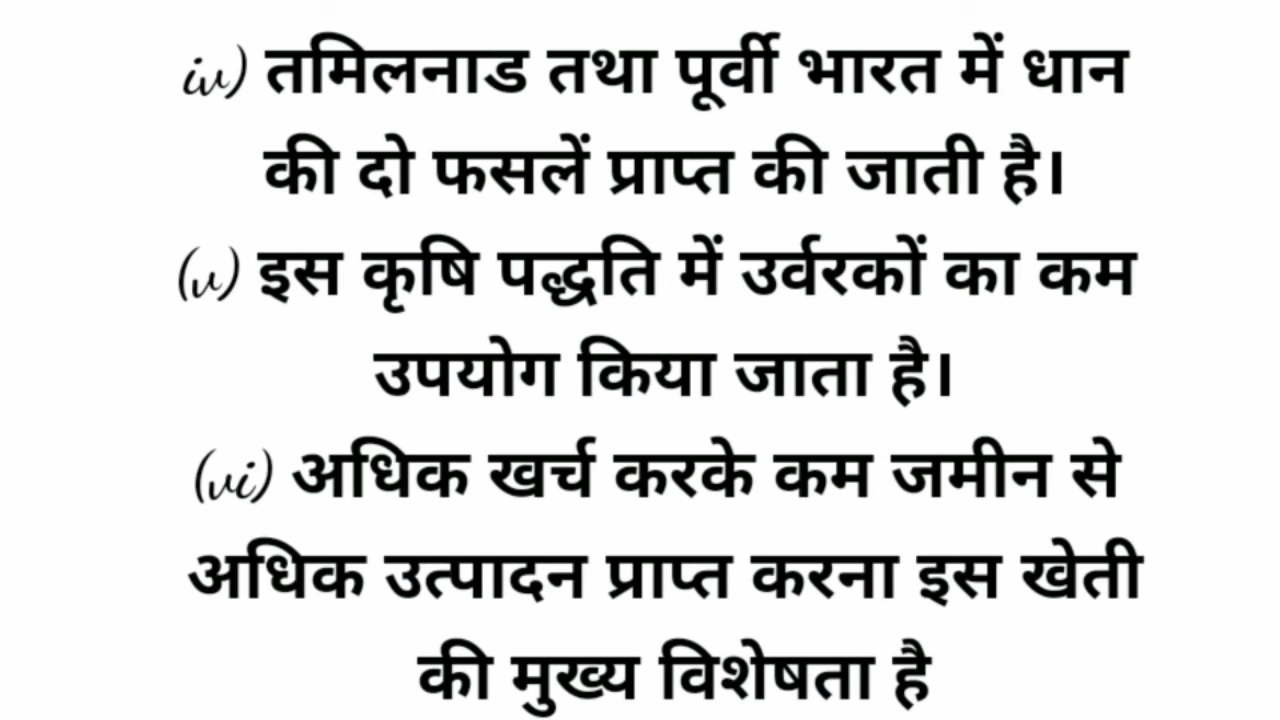 iv) तमिलनाड तथा पूर्वी भारत में धान
की दो फसलें प्राप्त की जाती है।
(v) इस कृषि पद्धति में उर्वरकों का कम
उपयोग किया जाता है।
(vi) अधिक खर्च करके कम जमीन से
अधिक उत्पादन प्राप्त करना इस खेती
की मुख्य विशेषता है